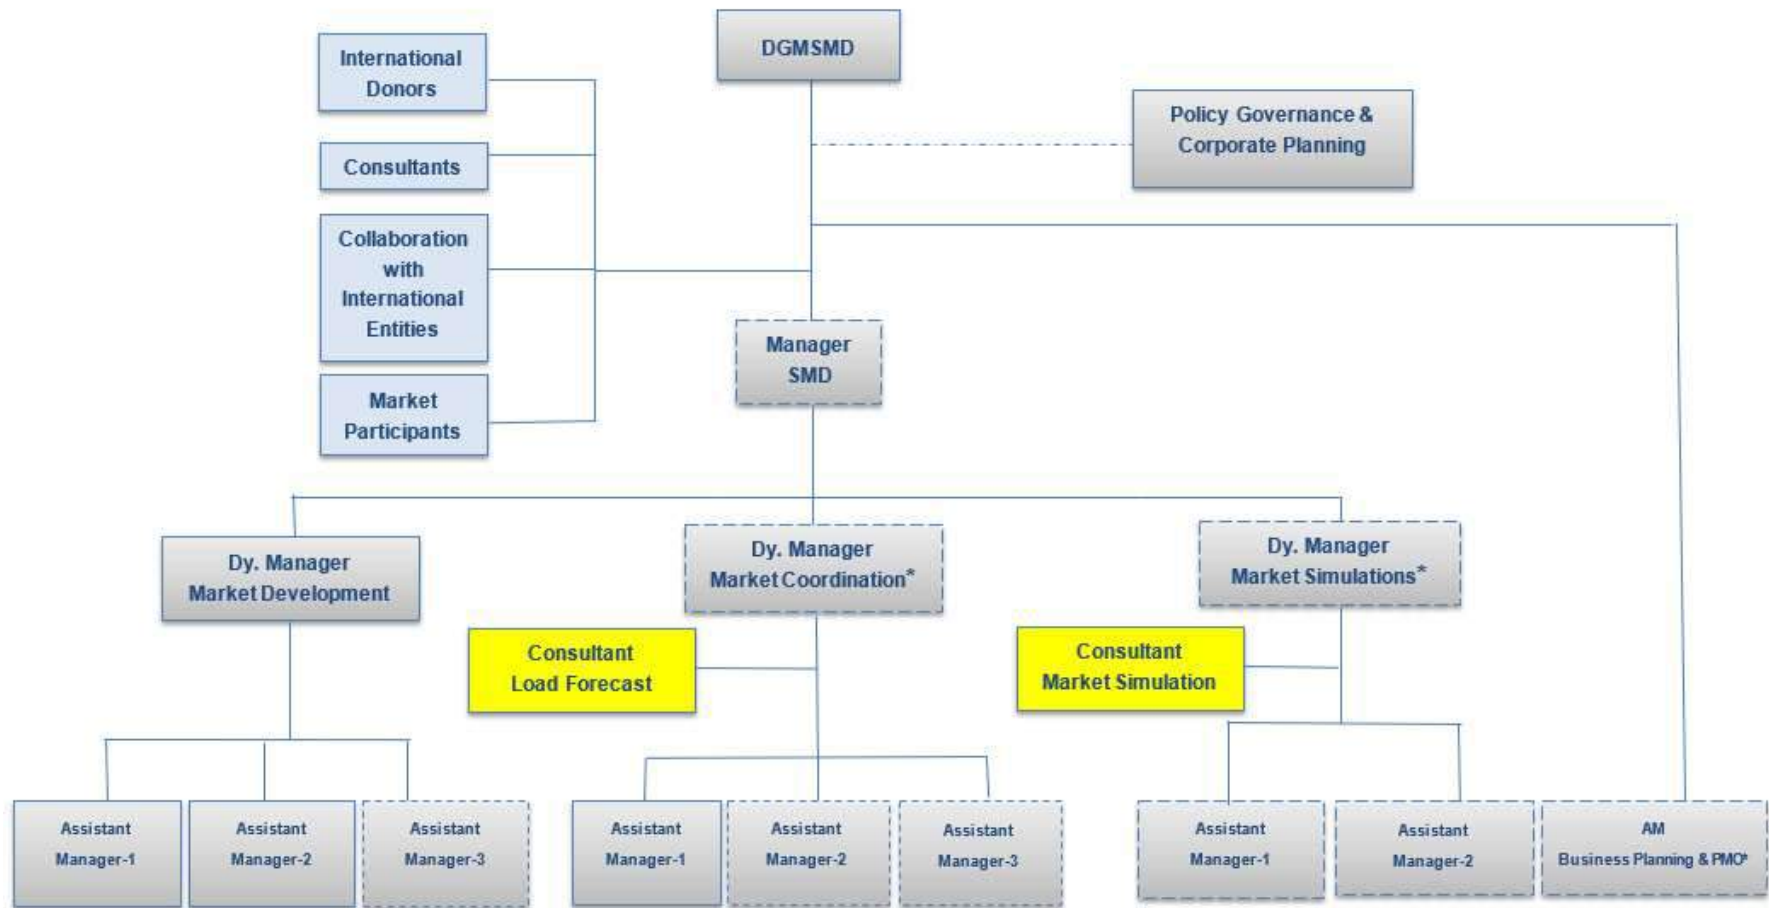 DGMSMD
International
Donors
Policy Governance &
Corporate Planning
Consultants
Collaboration
with
International
Entities
Manager
SMD
Market
Participants
Dy. Manager
Market Development
Dy. Manager
Market Coordination*
Dy. Manager
Market Simulations*
Consultant
Load Forecast
Consultant
Market Simulation
Assistant
Manager-1
Assistant
Manager-2
Assistant
Manager-3
Assistant
Manager-1
Assistant
Manager-2
Assistant
Manager-3
Assistant
Manager-1
Assistant
Manager-2
AM
Business Planning & PMO*